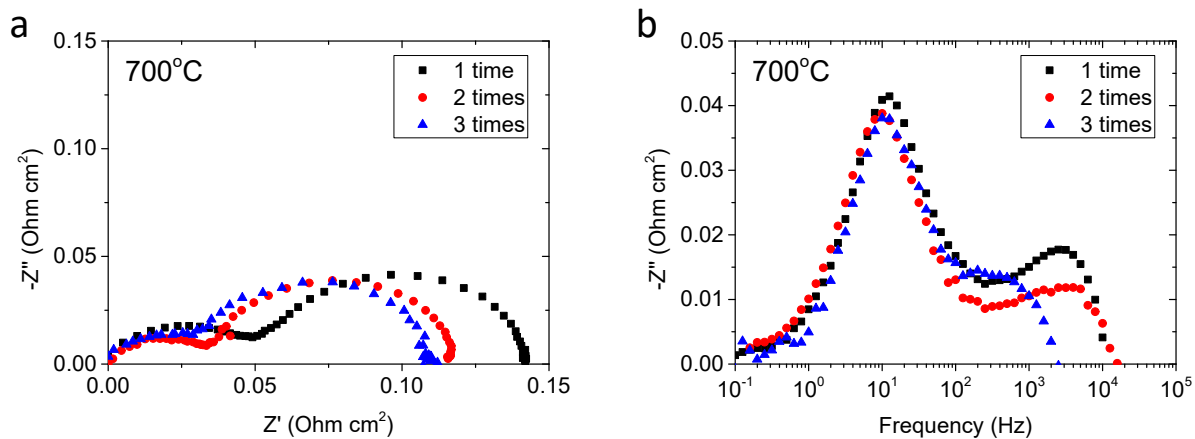 a
0.15
0.10
0.05
0.00
-Z'' (Ohm cm²)
700°C
1 time
2 times
3 times
0.00
0.05
0.10
0.15
Z' (Ohm cm²)
b
0.05
0.04
0.03
0.02
0.01
0.00
-Z'' (Ohm cm²)
700°C
1 time
2 times
3 times
10⁻¹
10⁰
10¹
10²
10³
10⁴
10⁵
Frequency (Hz)